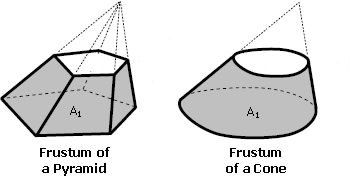 A₁
A₁
Frustum of
a Pyramid
Frustum
of a Cone